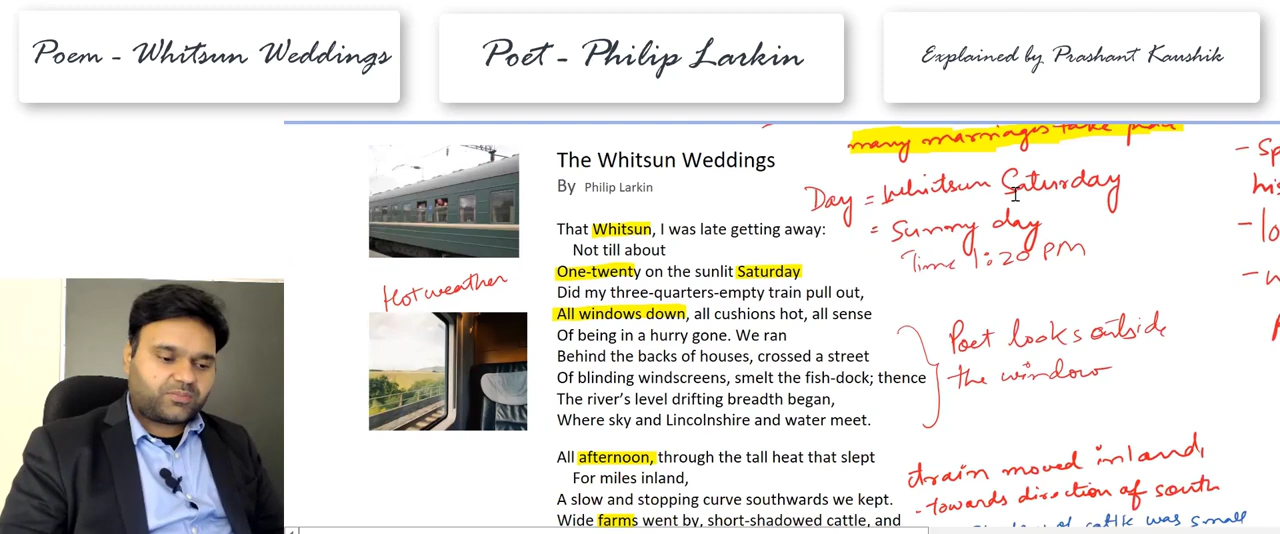 Poem - Whitsun Weddings
Poet - Philip Larkin
Explained by Prashant Kaushik
many marriages take place
The Whitsun Weddings
By Philip Larkin
Day = Whitsun Saturday
= Sunny day
Time 1:20 PM
That Whitsun, I was late getting away:
Not till about
One-twenty on the sunlit Saturday
Did my three-quarters-empty train pull out,
All windows down, all cushions hot, all sense
Of being in a hurry gone. We ran
Behind the backs of houses, crossed a street
Of blinding windscreens, smelt the fish-dock; thence
The river's level drifting breadth began,
Where sky and Lincolnshire and water meet.
Hot weather
Poet looks outside
the window
All afternoon, through the tall heat that slept
For miles inland,
A slow and stopping curve southwards we kept.
Wide farms went by, short-shadowed cattle, and
train moved inland,
- towards direction of south
of cattle was small